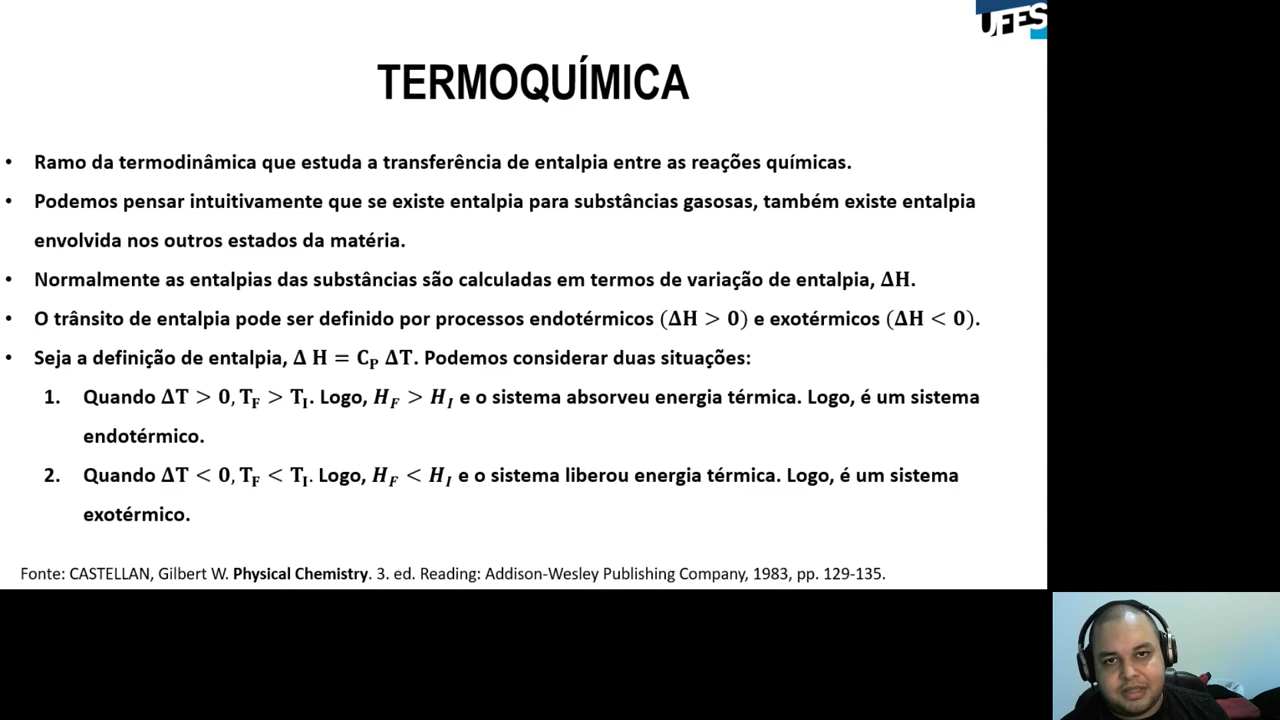 UFES
TERMOQUÍMICA
• Ramo da termodinâmica que estuda a transferência de entalpia entre as reações químicas.
• Podemos pensar intuitivamente que se existe entalpia para substâncias gasosas, também existe entalpia
envolvida nos outros estados da matéria.
• Normalmente as entalpias das substâncias são calculadas em termos de variação de entalpia, ΔH.
• O trânsito de entalpia pode ser definido por processos endotérmicos (ΔH > 0) e exotérmicos (ΔH < 0).
• Seja a definição de entalpia, Δ H = C_P ΔT. Podemos considerar duas situações:
1. Quando ΔT > 0, T_F > T_I. Logo, H_F > H_I e o sistema absorveu energia térmica. Logo, é um sistema
endotérmico.
2. Quando ΔT < 0, T_F < T_I. Logo, H_F < H_I e o sistema liberou energia térmica. Logo, é um sistema
exotérmico.
Fonte: CASTELLAN, Gilbert W. Physical Chemistry. 3. ed. Reading: Addison-Wesley Publishing Company, 1983, pp. 129-135.